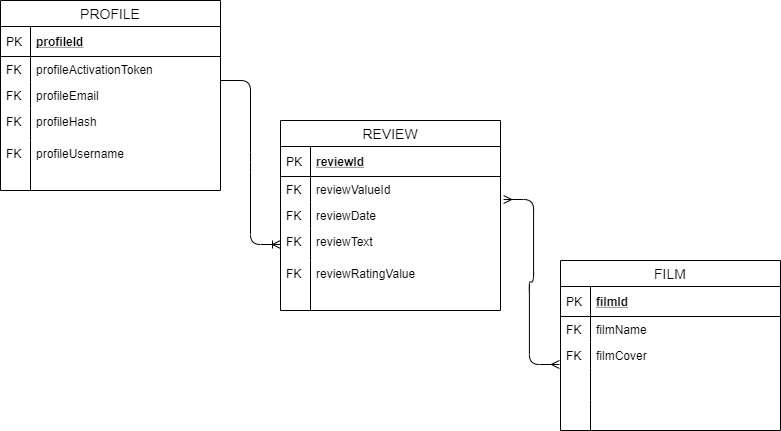 PROFILE
PK profileId
FK profileActivationToken
FK profileEmail
FK profileHash
FK profileUsername
REVIEW
PK reviewId
FK reviewValueId
FK reviewDate
FK reviewText
FK reviewRatingValue
FILM
PK filmId
FK filmName
FK filmCover